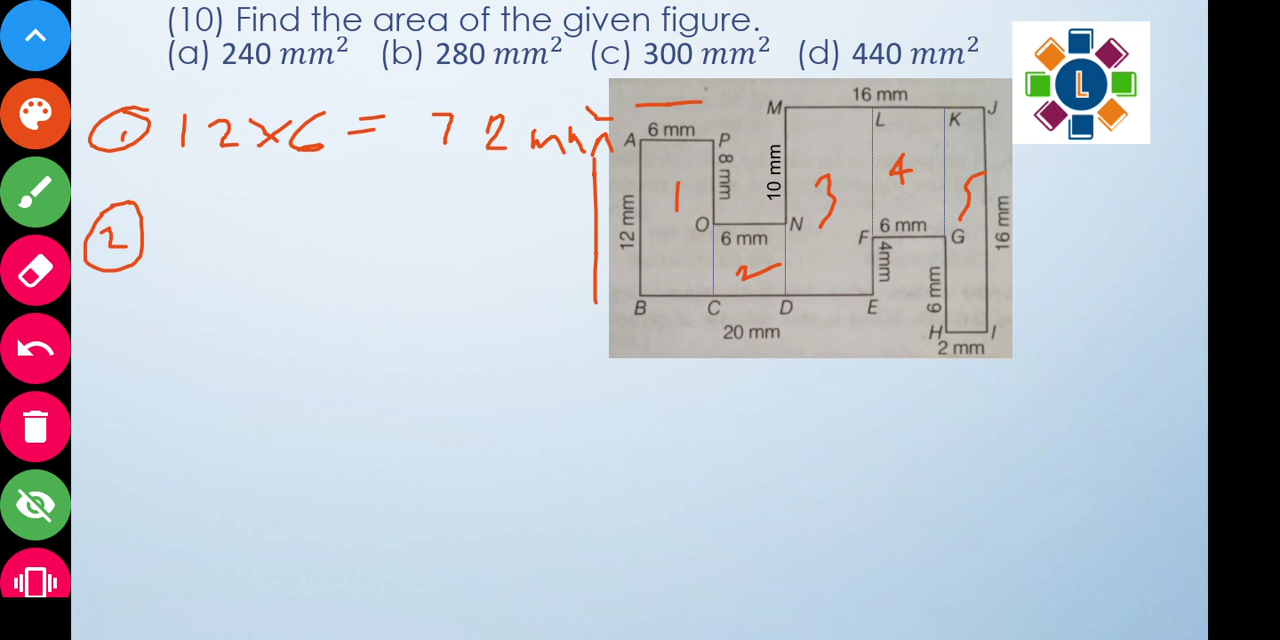 (10) Find the area of the given figure.
(a) 240 mm² (b) 280 mm² (c) 300 mm² (d) 440 mm²
L
① 12 × 6 = 72 mm²
②
16 mm
M L K J
6 mm
A P
8 mm
10 mm
12 mm
1
3
4
5
16 mm
O N
6 mm
2
F 6 mm G
4mm
6 mm
B C D E
20 mm
H I
2 mm